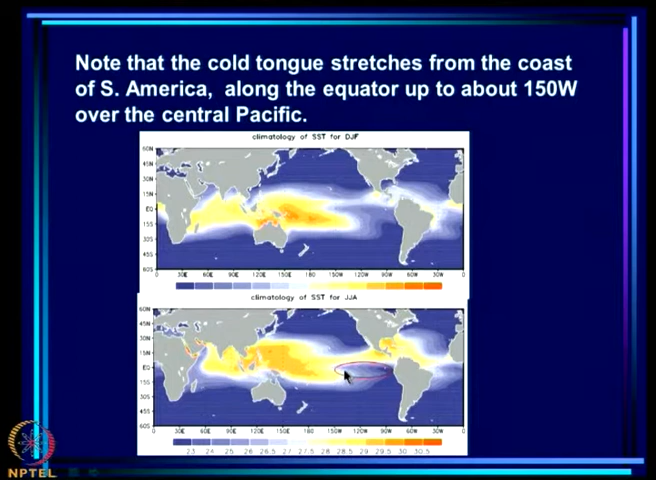 Note that the cold tongue stretches from the coast
of S. America, along the equator up to about 150W
over the central Pacific.
climatology of SST for DJF
60N
45N
30N
15N
EQ
15S
30S
45S
60S
0 30E 60E 90E 120E 150E 180 150W 120W 90W 60W 30W 0
climatology of SST for JJA
60N
45N
30N
15N
EQ
15S
30S
45S
60S
0 30E 60E 90E 120E 150E 180 150W 120W 90W 60W 30W 0
23 24 25 26 26.5 27 27.5 28 28.5 29 29.5 30 30.5
NPTEL